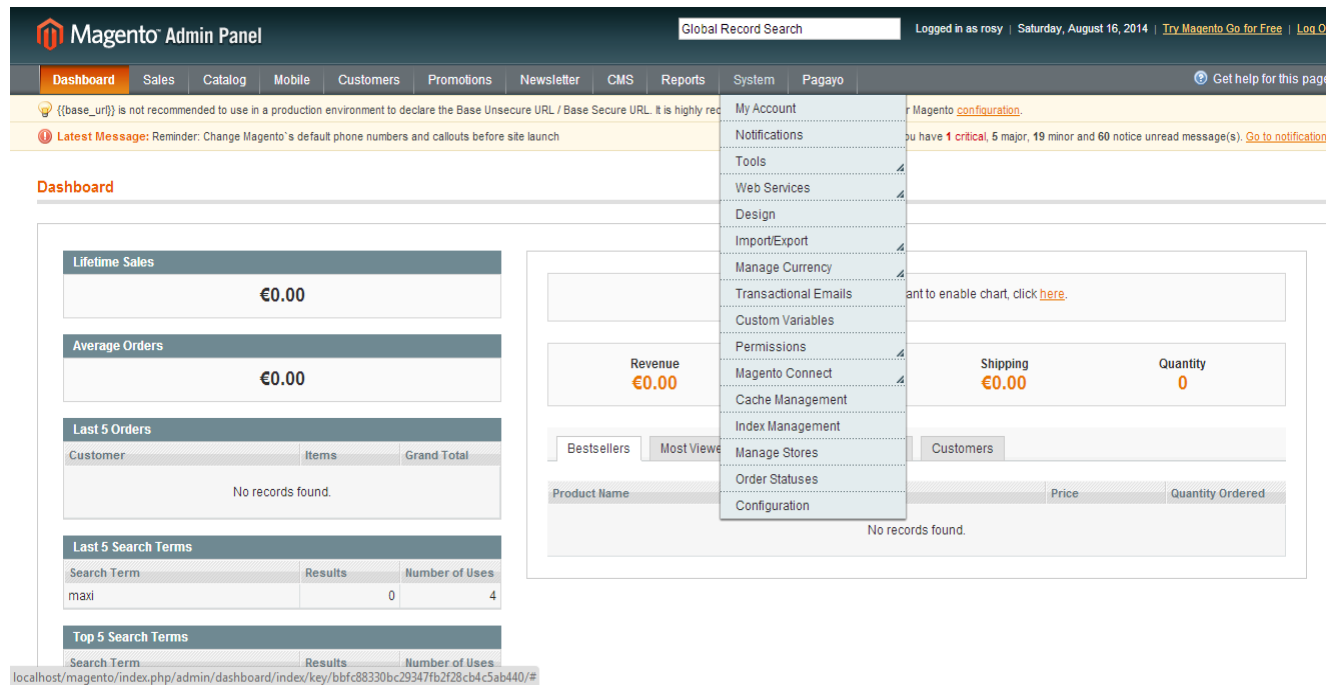 Magento Admin Panel
Global Record Search
Logged in as rosy | Saturday, August 16, 2014 | Try Magento Go for Free | Log O
Dashboard Sales Catalog Mobile Customers Promotions Newsletter CMS Reports System Pagayo
Get help for this page
{{base_url}} is not recommended to use in a production environment to declare the Base Unsecure URL / Base Secure URL. It is highly rec
r Magento configuration.
Latest Message: Reminder: Change Magento`s default phone numbers and callouts before site launch
ou have 1 critical, 5 major, 19 minor and 60 notice unread message(s). Go to notification
My Account
Notifications
Tools
Web Services
Design
Import/Export
Manage Currency
Transactional Emails
Custom Variables
Permissions
Magento Connect
Cache Management
Index Management
Manage Stores
Order Statuses
Configuration
Dashboard
Lifetime Sales
€0.00
Average Orders
€0.00
Last 5 Orders
Customer Items Grand Total
No records found.
Last 5 Search Terms
Search Term Results Number of Uses
maxi 0 4
Top 5 Search Terms
Search Term Results Number of Uses
ant to enable chart, click here.
Revenue Shipping Quantity
€0.00 €0.00 0
Bestsellers Most Viewe Customers
Product Name Price Quantity Ordered
No records found.
localhost/magento/index.php/admin/dashboard/index/key/bbfc88330bc29347fb2f28cb4c5ab440/#